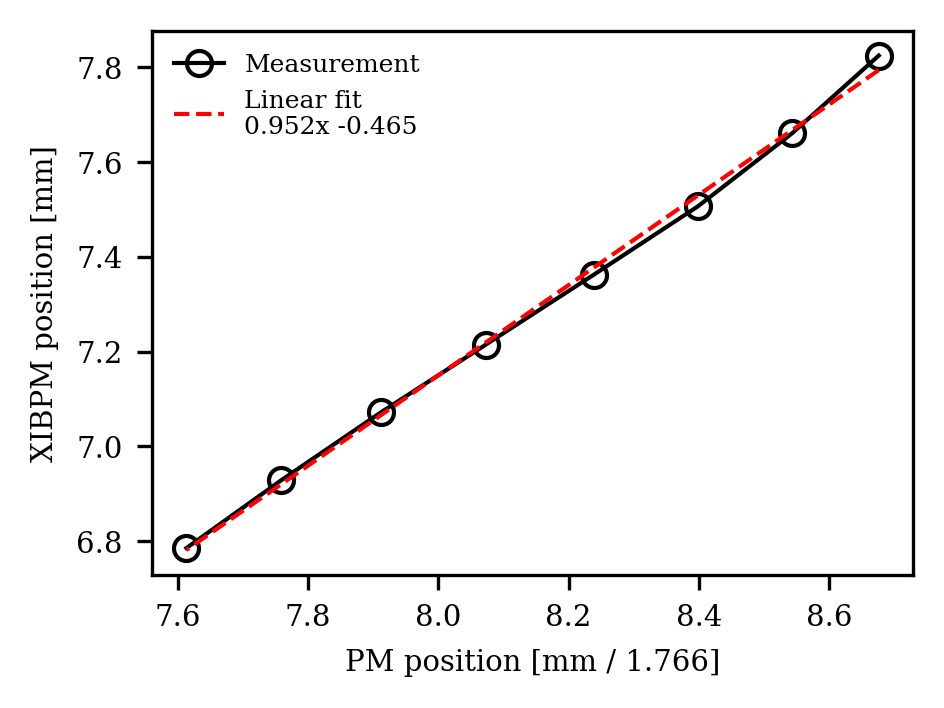 Measurement
Linear fit
0.952x -0.465
7.8
7.6
7.4
7.2
7.0
6.8
XIBPM position [mm]
7.6 7.8 8.0 8.2 8.4 8.6
PM position [mm / 1.766]